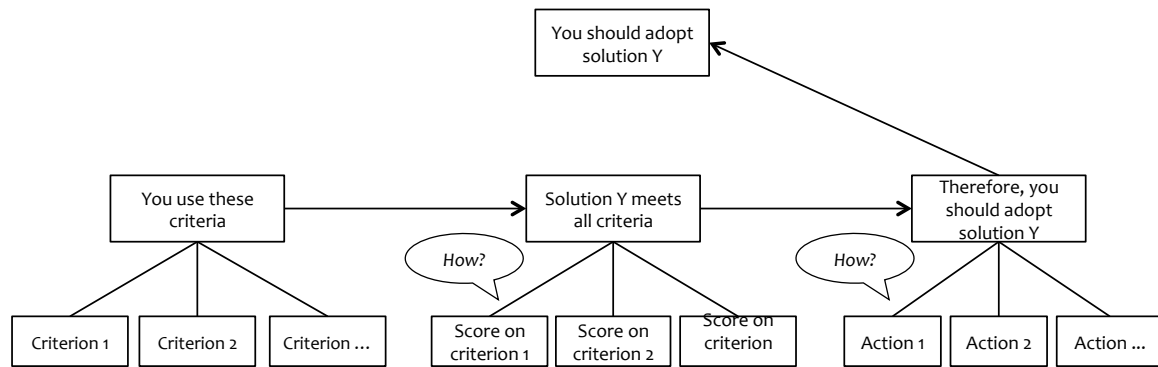 You should adopt
solution Y
You use these
criteria
Solution Y meets
all criteria
Therefore, you
should adopt
solution Y
How?
How?
Criterion 1
Criterion 2
Criterion ...
Score on
criterion 1
Score on
criterion 2
Score on
criterion
Action 1
Action 2
Action ...